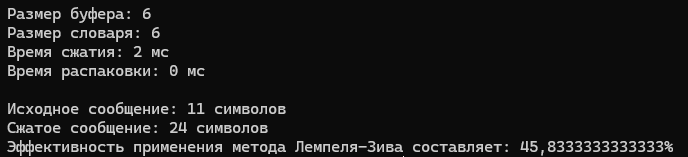 Размер буфера: 6
Размер словаря: 6
Время сжатия: 2 мс
Время распаковки: 0 мс
Исходное сообщение: 11 символов
Сжатое сообщение: 24 символов
Эффективность применения метода Лемпеля-Зива составляет: 45,8333333333333%